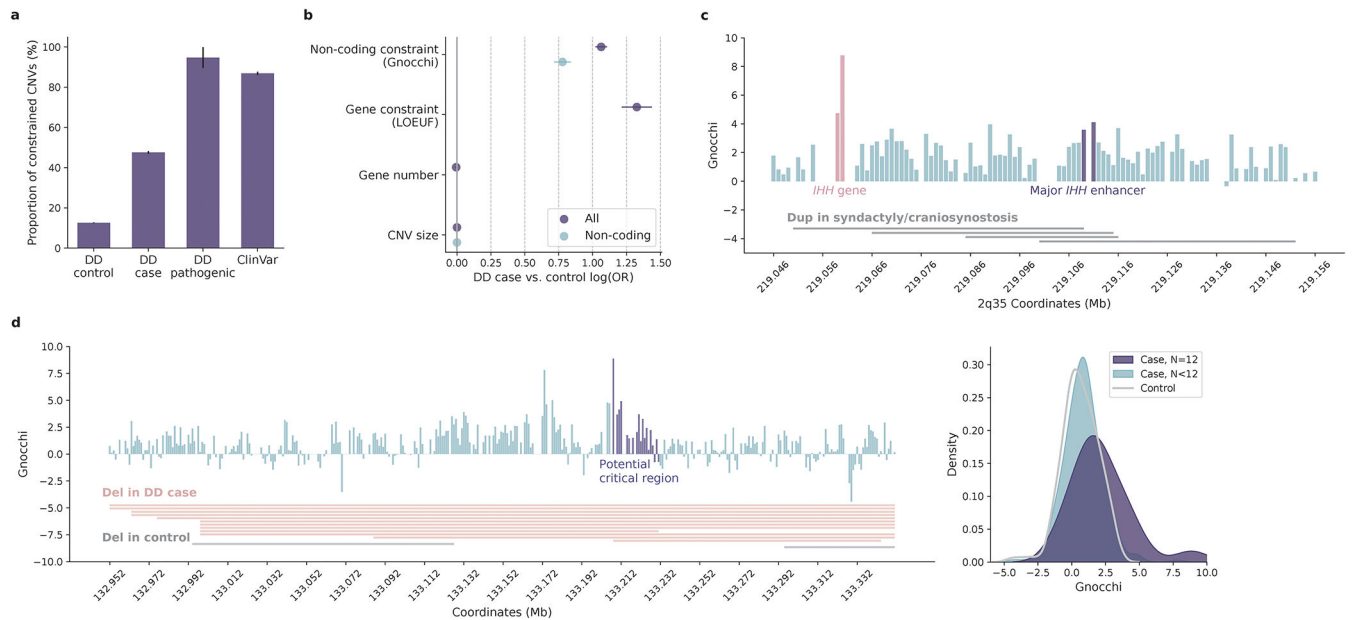 a
Proportion of constrained CNVs (%)
100
80
60
40
20
0
DD
control
DD
case
DD
pathogenic
ClinVar
b
Non-coding constraint
(Gnocchi)
Gene constraint
(LOEUF)
Gene number
CNV size
All
Non-coding
0.00 0.25 0.50 0.75 1.00 1.25 1.50
DD case vs. control log(OR)
c
Gnocchi
8
6
4
2
0
−2
−4
IHH gene
Major IHH enhancer
Dup in syndactyly/craniosynostosis
219.046 219.056 219.066 219.076 219.086 219.096 219.106 219.116 219.126 219.136 219.146 219.156
2q35 Coordinates (Mb)
d
Gnocchi
10.0
7.5
5.0
2.5
0.0
−2.5
−5.0
−7.5
−10.0
Potential
critical region
Del in DD case
Del in control
132.952 132.972 132.992 133.012 133.032 133.052 133.072 133.092 133.112 133.132 133.152 133.172 133.192 133.212 133.232 133.252 133.272 133.292 133.312 133.332
Coordinates (Mb)
Density
0.30
0.25
0.20
0.15
0.10
0.05
0.00
Case, N=12
Case, N<12
Control
−5.0 −2.5 0.0 2.5 5.0 7.5 10.0
Gnocchi